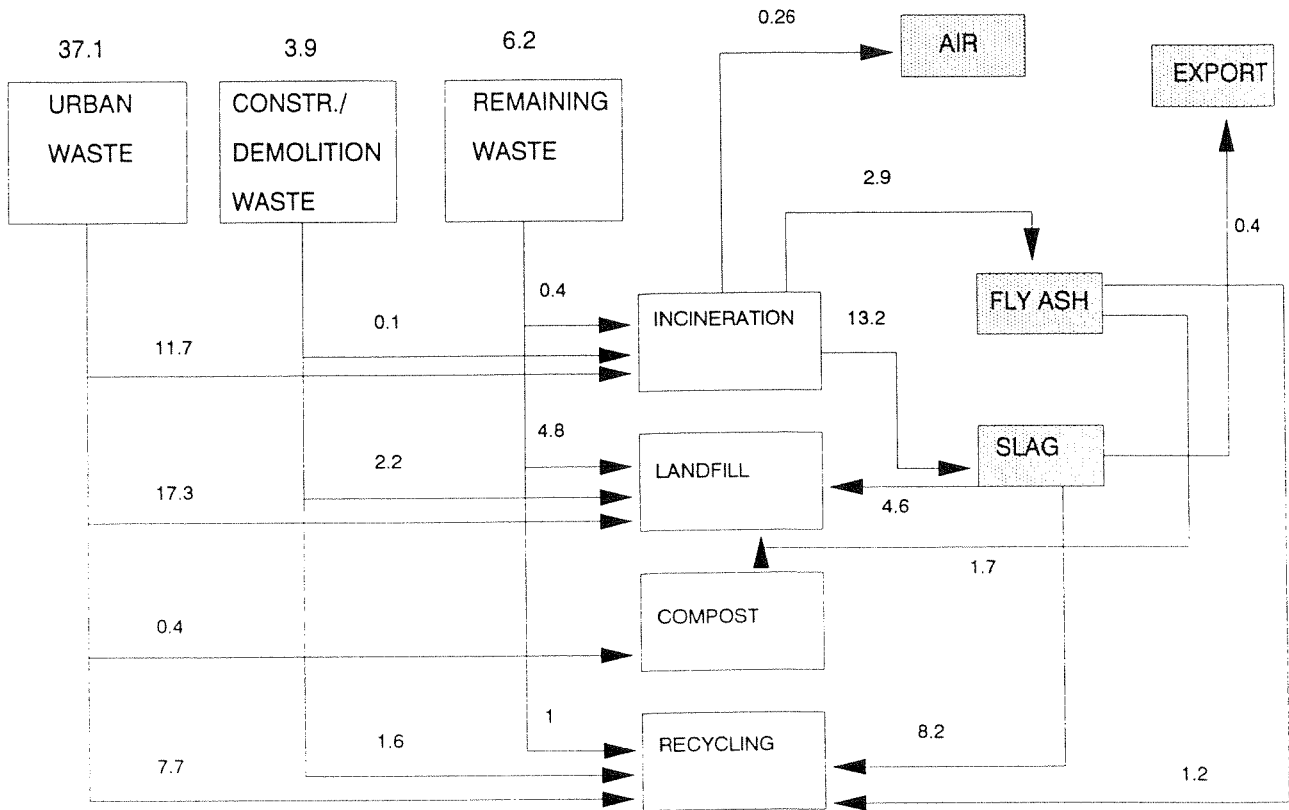 0.26
37.1
3.9
6.2
AIR
EXPORT
URBAN
WASTE
CONSTR./
DEMOLITION
WASTE
REMAINING
WASTE
2.9
0.4
FLY ASH
0.4
INCINERATION
13.2
0.1
11.7
4.8
SLAG
2.2
LANDFILL
17.3
4.6
1.7
COMPOST
0.4
1
RECYCLING
8.2
1.6
7.7
1.2